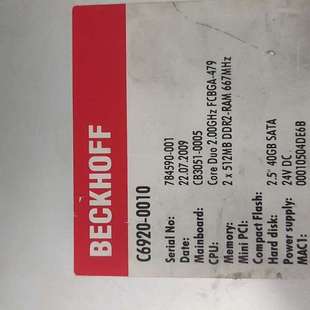 BECKHOFF
C6920-0010
Serial No: 784590-001
Date: 22.07.2009
Mainboard: CB3051-0005
CPU: Core Duo 2.00GHz FCBGA-479
Memory: 2 x 512MB DDR2-RAM 667MHz
Mini PCI:
Compact Flash:
Hard disk: 2.5' 40GB SATA
Power supply: 24V DC
MAC1: 00010504DE6B